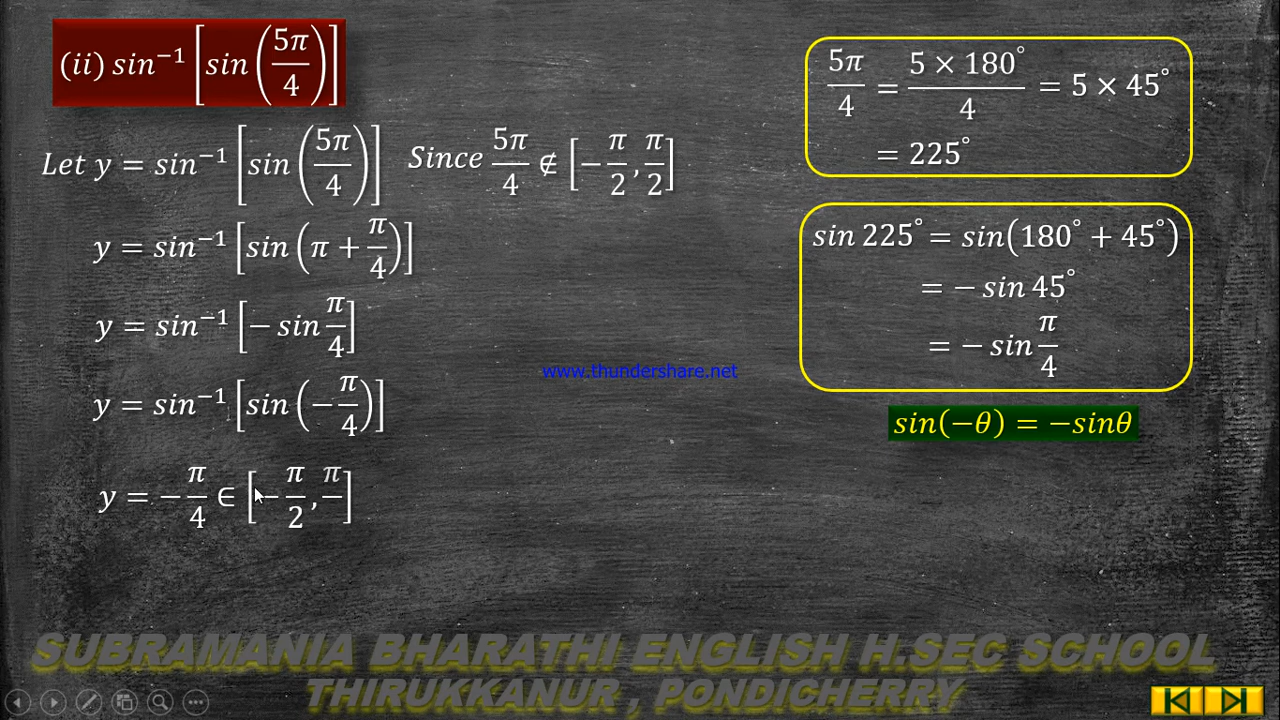 (ii) sin⁻¹ [sin (5π/4)]
Let y = sin⁻¹ [sin (5π/4)] Since 5π/4 ∉ [−π/2, π/2]
y = sin⁻¹ [sin (π + π/4)]
y = sin⁻¹ [− sin π/4]
y = sin⁻¹ [sin (−π/4)]
y = −π/4 ∈ [−π/2, π/ ]
5π/4 = 5 × 180°/4 = 5 × 45°
= 225°
sin 225° = sin(180° + 45°)
= − sin 45°
= − sin π/4
sin(−θ) = −sinθ
www.thundershare.net
SUBRAMANIA BHARATHI ENGLISH H.SEC SCHOOL
THIRUKKANUR , PONDICHERRY